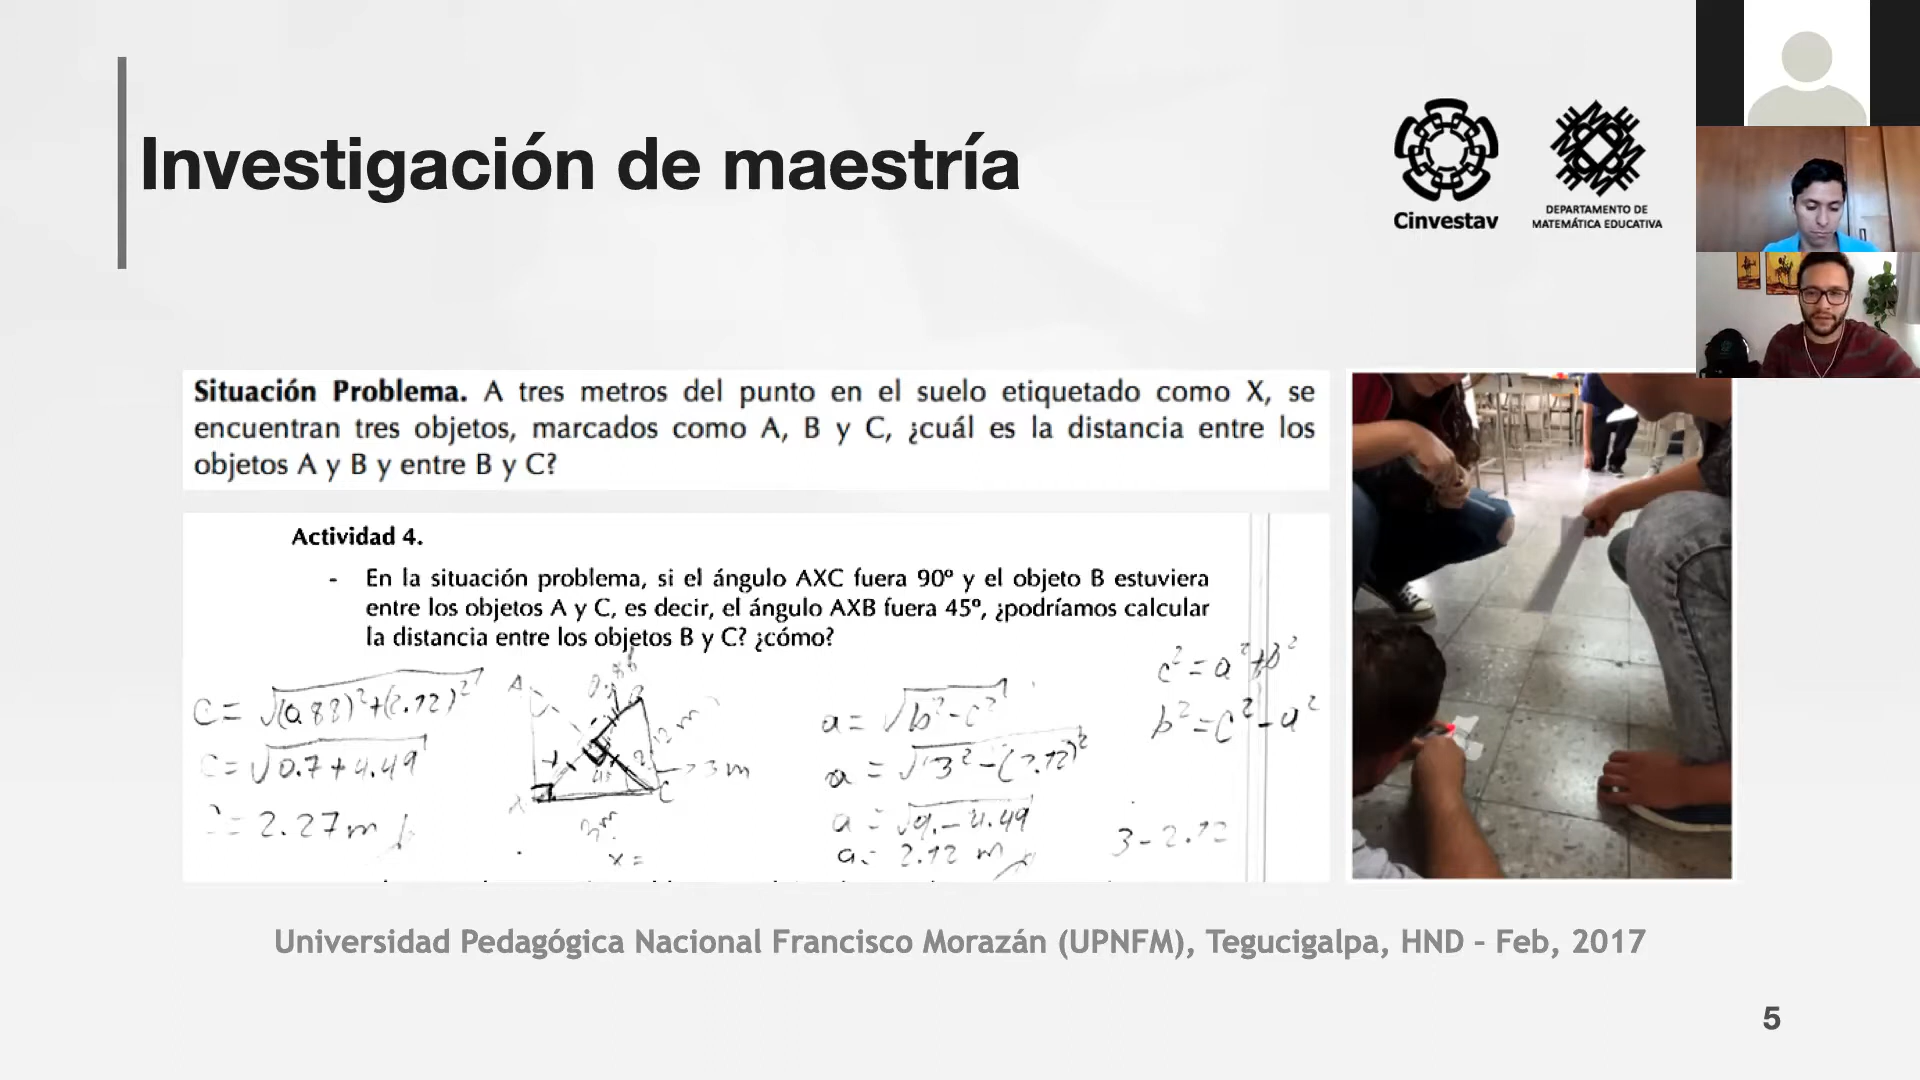 Investigación de maestría
Cinvestav
DEPARTAMENTO DE
MATEMÁTICA EDUCATIVA
Situación Problema. A tres metros del punto en el suelo etiquetado como X, se
encuentran tres objetos, marcados como A, B y C, ¿cuál es la distancia entre los
objetos A y B y entre B y C?
Actividad 4.
- En la situación problema, si el ángulo AXC fuera 90º y el objeto B estuviera
entre los objetos A y C, es decir, el ángulo AXB fuera 45º, ¿podríamos calcular
la distancia entre los objetos B y C? ¿cómo?
C = √(0.88)²+(2.12)²
C = √0.7+4.49
= 2.27 m
A
C
3 m
3m
x =
a = √b²-c²
a = √3²-(2.12)²
a = √9-4.49
a = 2.12 m
c² = a²+b²
b² = c²-a²
3-2.12
Universidad Pedagógica Nacional Francisco Morazán (UPNFM), Tegucigalpa, HND - Feb, 2017
5